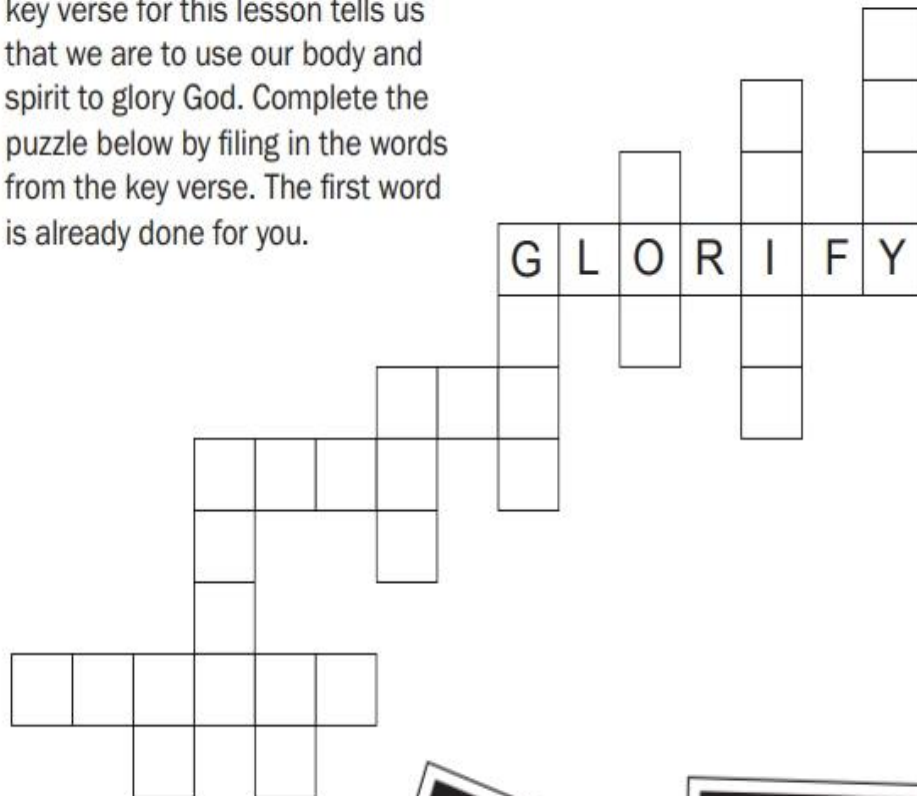 key verse for this lesson tells us
that we are to use our body and
spirit to glory God. Complete the
puzzle below by filing in the words
from the key verse. The first word
is already done for you.
GLORIFY